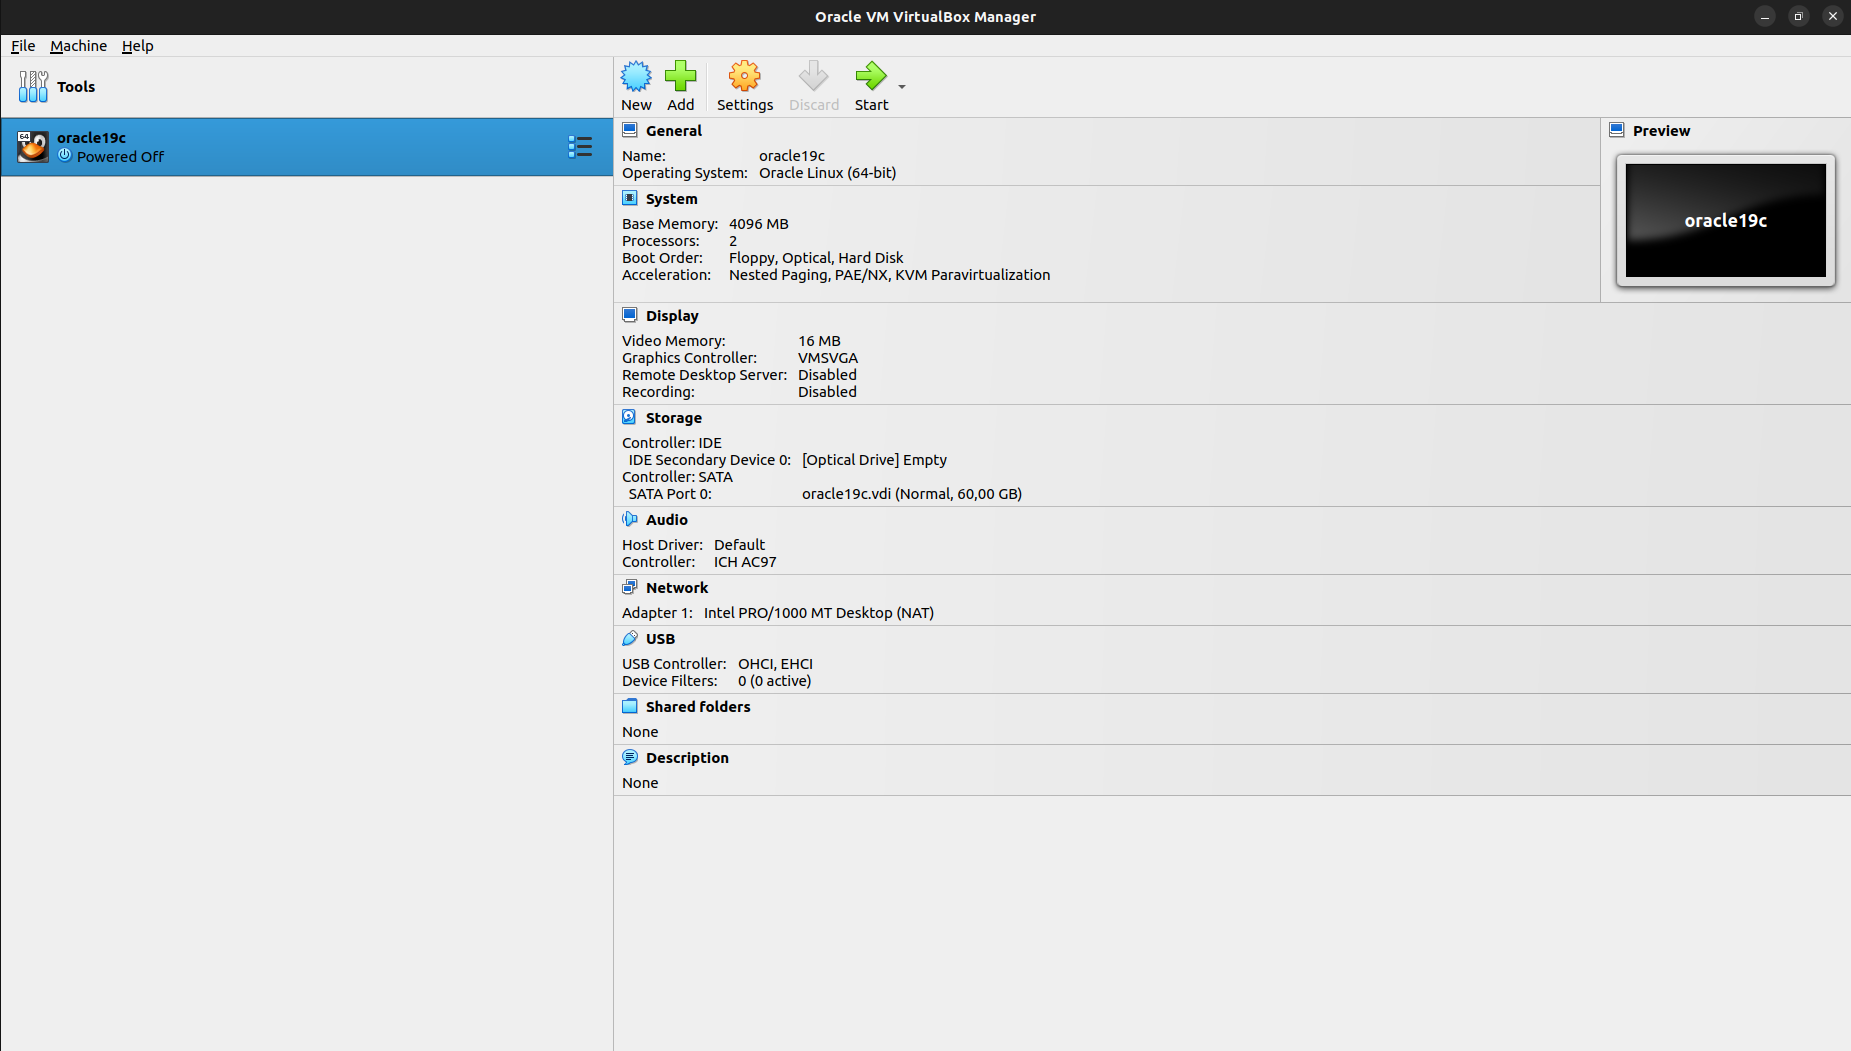 Oracle VM VirtualBox Manager
File Machine Help
Tools
New Add Settings Discard Start
64
oracle19c
Powered Off
General
Name: oracle19c
Operating System: Oracle Linux (64-bit)
Preview
oracle19c
System
Base Memory: 4096 MB
Processors: 2
Boot Order: Floppy, Optical, Hard Disk
Acceleration: Nested Paging, PAE/NX, KVM Paravirtualization
Display
Video Memory: 16 MB
Graphics Controller: VMSVGA
Remote Desktop Server: Disabled
Recording: Disabled
Storage
Controller: IDE
IDE Secondary Device 0: [Optical Drive] Empty
Controller: SATA
SATA Port 0: oracle19c.vdi (Normal, 60,00 GB)
Audio
Host Driver: Default
Controller: ICH AC97
Network
Adapter 1: Intel PRO/1000 MT Desktop (NAT)
USB
USB Controller: OHCI, EHCI
Device Filters: 0 (0 active)
Shared folders
None
Description
None